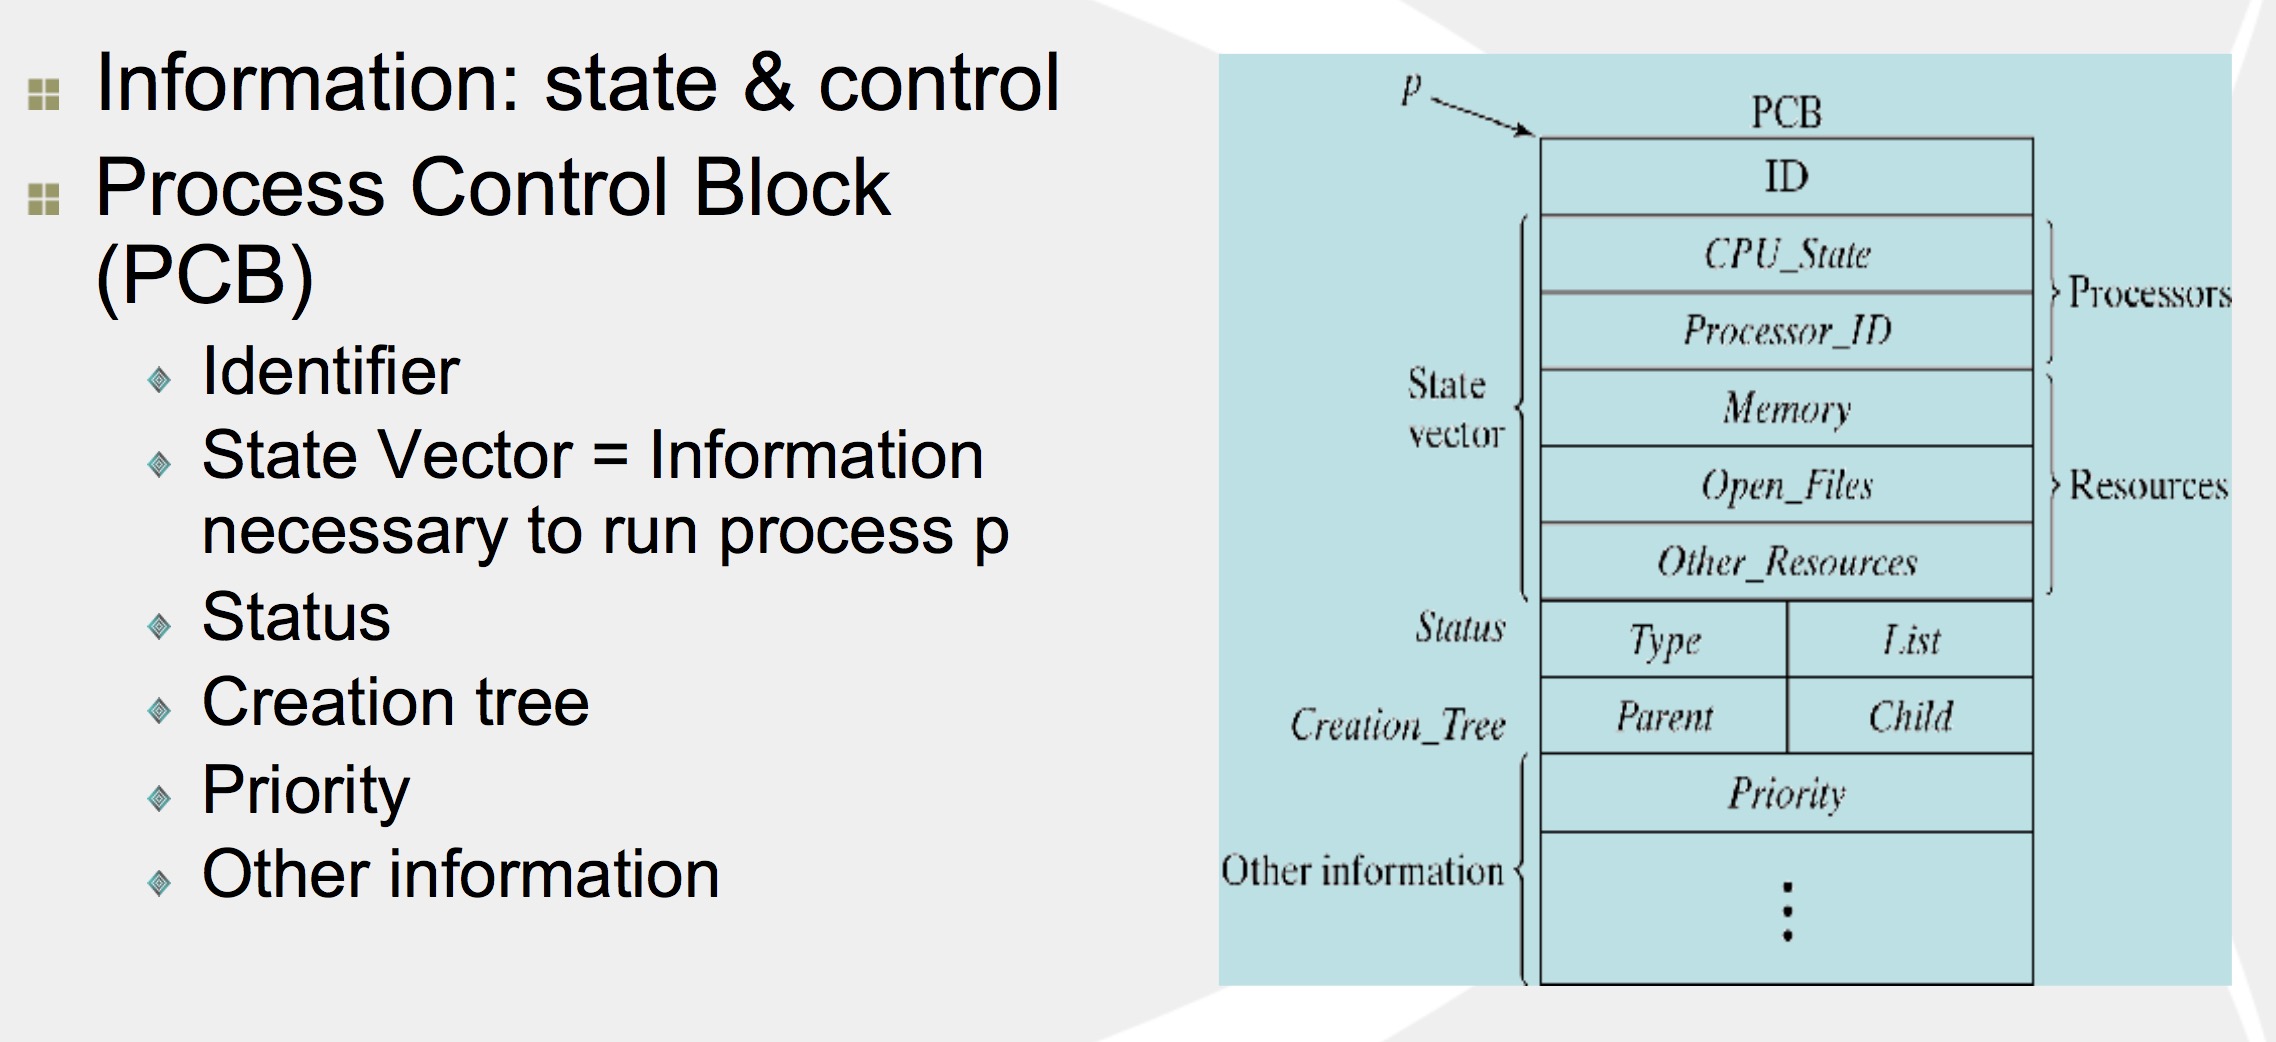 Information: state & control
Process Control Block
(PCB)
Identifier
State Vector = Information
necessary to run process p
Status
Creation tree
Priority
Other information
p
PCB
ID
CPU_State
Processor_ID
Processors
State
vector
Memory
Open_Files
Other_Resources
Resources
Status
Type
List
Creation_Tree
Parent
Child
Priority
Other information